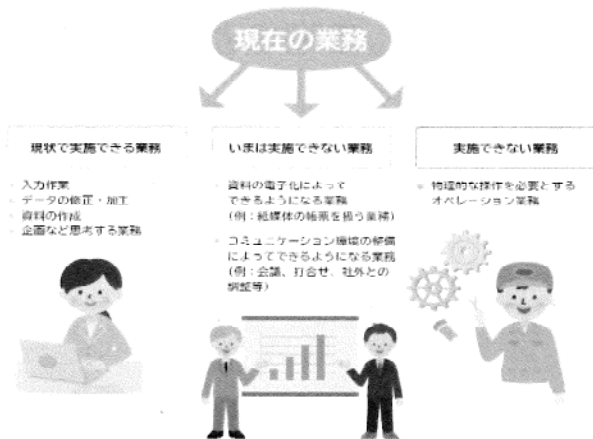 現在の業務
現状で実施できる業務
・入力作業
・データの修正・加工
・資料の作成
・企画など思考する業務
いまは実施できない業務
・資料の電子化によって
できるようになる業務
(例：紙媒体の帳票を扱う業務)
・コミュニケーション環境の整備
によってできるようになる業務
(例：会議、打合せ、社外との
調整等)
実施できない業務
・物理的な操作を必要とする
オペレーション業務